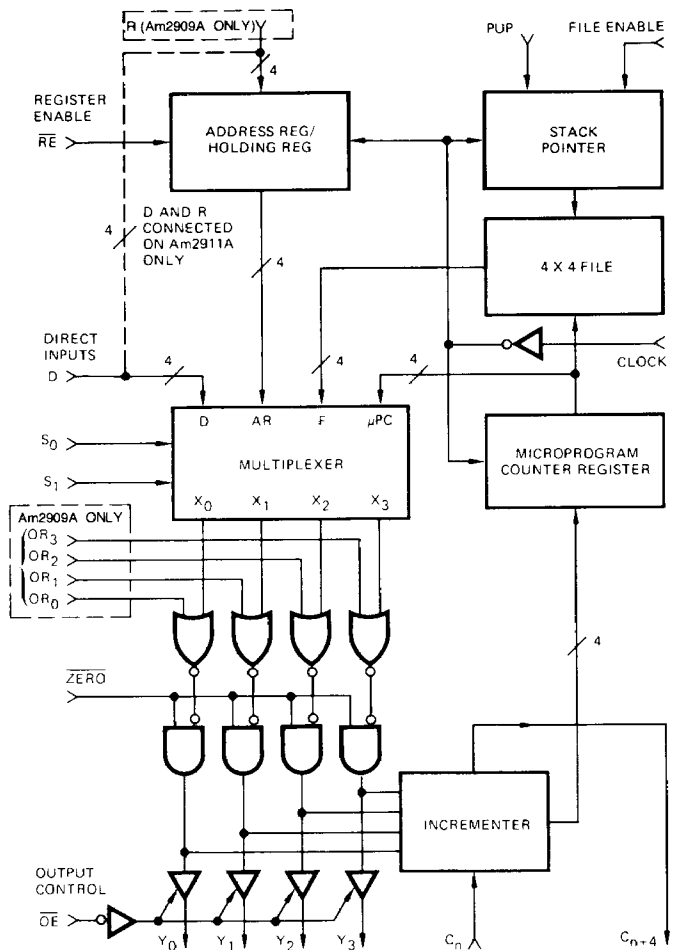 R (Am2909A ONLY)
4
PUP
FILE ENABLE
REGISTER
ENABLE
R̅E̅
ADDRESS REG/
HOLDING REG
STACK
POINTER
4
D AND R
CONNECTED
ON Am2911A
ONLY
4
4 X 4 FILE
DIRECT
INPUTS
D
4
4
4
CLOCK
D
AR
F
μPC
MULTIPLEXER
S₀
S₁
X₀
X₁
X₂
X₃
MICROPROGRAM
COUNTER REGISTER
Am2909A ONLY
OR₃
OR₂
OR₁
OR₀
4
Z̅E̅R̅O̅
INCREMENTER
OUTPUT
CONTROL
O̅E̅
Y₀
Y₁
Y₂
Y₃
Cₙ
Cₙ₊₄